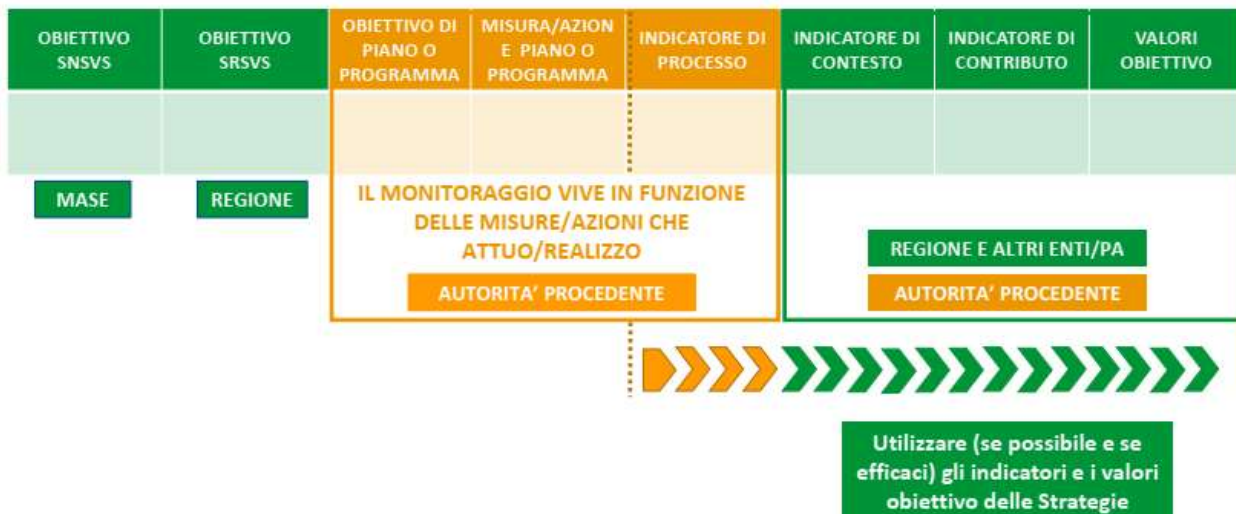 OBIETTIVO
SNSVS
OBIETTIVO
SRSVS
OBIETTIVO DI
PIANO O
PROGRAMMA
MISURA/AZION
E PIANO O
PROGRAMMA
INDICATORE DI
PROCESSO
INDICATORE DI
CONTESTO
INDICATORE DI
CONTRIBUTO
VALORI
OBIETTIVO
MASE
REGIONE
IL MONITORAGGIO VIVE IN FUNZIONE
DELLE MISURE/AZIONI CHE
ATTUO/REALIZZO
AUTORITA’ PROCEDENTE
REGIONE E ALTRI ENTI/PA
AUTORITA’ PROCEDENTE
Utilizzare (se possibile e se
efficaci) gli indicatori e i valori
obiettivo delle Strategie